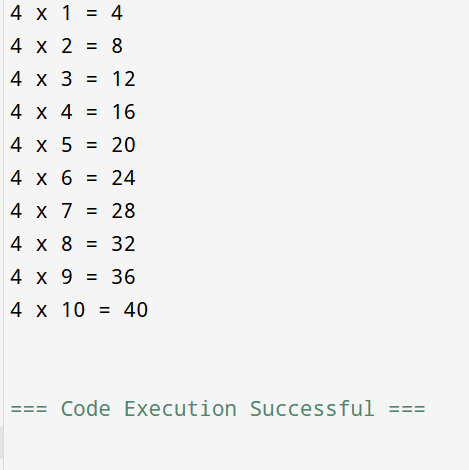 4 x 1 = 4
4 x 2 = 8
4 x 3 = 12
4 x 4 = 16
4 x 5 = 20
4 x 6 = 24
4 x 7 = 28
4 x 8 = 32
4 x 9 = 36
4 x 10 = 40
=== Code Execution Successful ===